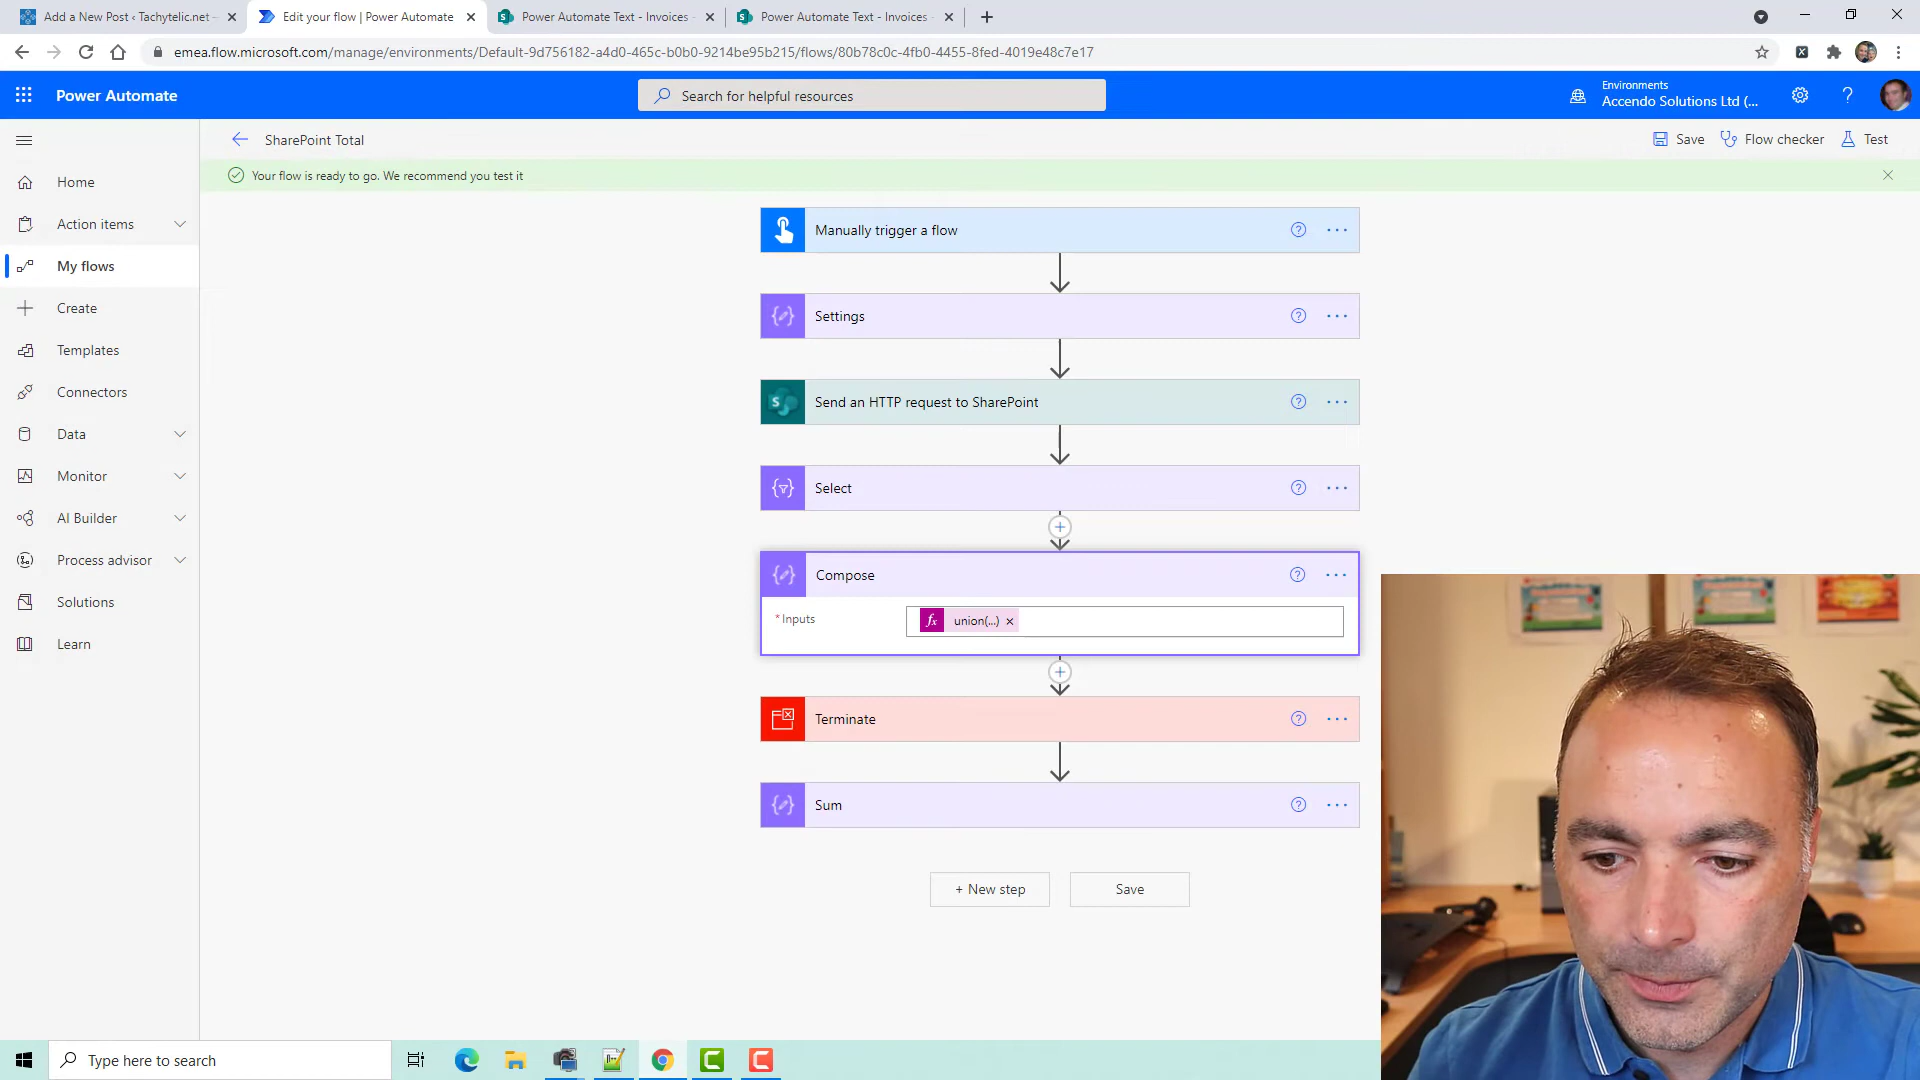 Add a New Post ‹ Tachytelic.net
Edit your flow | Power Automate
Power Automate Text - Invoices
Power Automate Text - Invoices
emea.flow.microsoft.com/manage/environments/Default-9d756182-a4d0-465c-b0b0-9214be95b215/flows/80b78c0c-4fb0-4455-8fed-4019e48c7e17
Power Automate
Search for helpful resources
Environments
Accendo Solutions Ltd (...
SharePoint Total
Save
Flow checker
Test
Your flow is ready to go. We recommend you test it
Home
Action items
My flows
Create
Templates
Connectors
Data
Monitor
AI Builder
Process advisor
Solutions
Learn
Manually trigger a flow
Settings
Send an HTTP request to SharePoint
Select
Compose
* Inputs
fx union(...) ×
Terminate
Sum
+ New step
Save
Type here to search